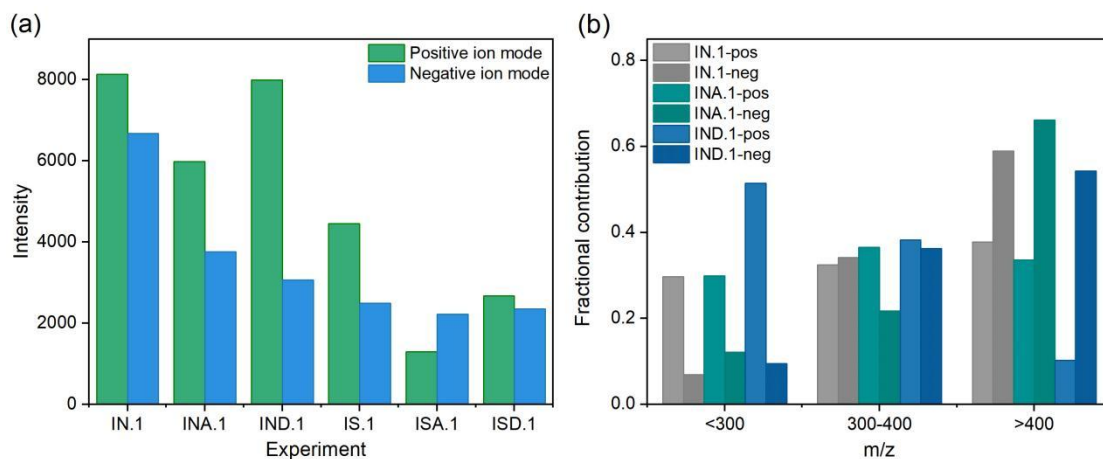 (a)
Positive ion mode
Negative ion mode
8000
6000
4000
2000
0
Intensity
IN.1 INA.1 IND.1 IS.1 ISA.1 ISD.1
Experiment
(b)
IN.1-pos
IN.1-neg
INA.1-pos
INA.1-neg
IND.1-pos
IND.1-neg
0.8
0.6
0.4
0.2
0.0
Fractional contribution
<300 300-400 >400
m/z